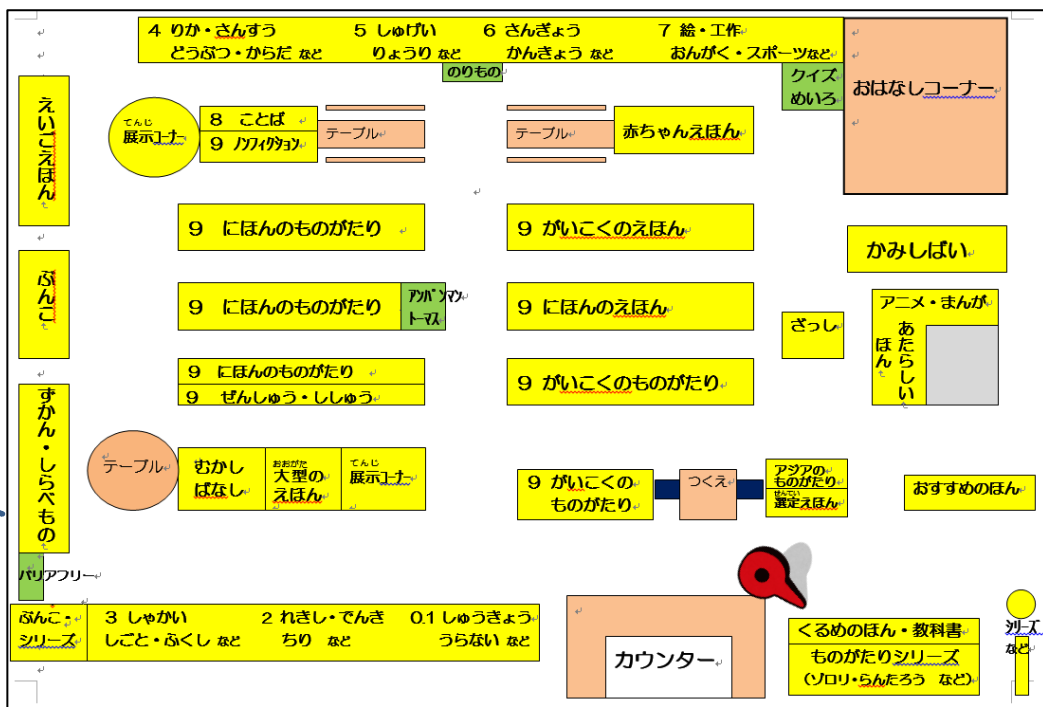 4 りか・さんすう
どうぶつ・からだ など
5 しゅげい
りょうり など
6 さんぎょう
かんきょう など
7 絵・工作
おんがく・スポーツなど
のりもの
クイズ
めいろ
おはなしコーナー
えいごえほん
てんじ
展示コーナー
8 ことば
9 ノンフィクション
テーブル
テーブル
赤ちゃんえほん
9 にほんのものがたり
9 がいこくのえほん
かみしばい
ぶんこ
9 にほんのものがたり
アンパンマン
トーマス
9 にほんのえほん
ざっし
アニメ・まんが
あたらしい
ほん
9 にほんのものがたり
9 ぜんしゅう・ししゅう
9 がいこくのものがたり
ずかん・しらべもの
テーブル
むかし
ばなし
おおがた
大型の
えほん
てんじ
展示コーナー
9 がいこくの
ものがたり
つくえ
アジアの
ものがたり
せんてい
選定えほん
おすすめのほん
バリアフリー
ぶんこ・
シリーズ
3 しゃかい
しごと・ふくし など
2 れきし・でんき
ちり など
0.1 しゅうきょう
うらない など
カウンター
くるめのほん・教科書
ものがたりシリーズ
(ゾロリ・らんたろう など)
シリーズ
など